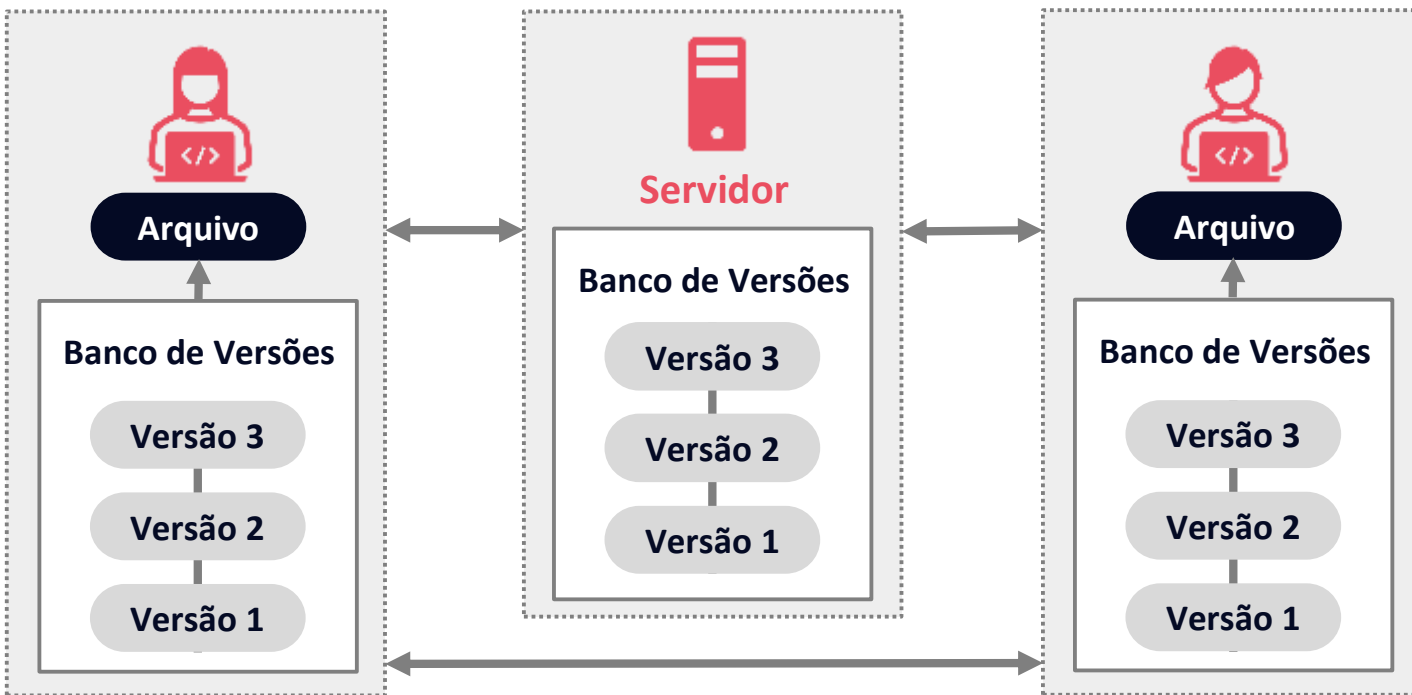 </>
Arquivo
Banco de Versões
Versão 3
Versão 2
Versão 1
Servidor
Banco de Versões
Versão 3
Versão 2
Versão 1
</>
Arquivo
Banco de Versões
Versão 3
Versão 2
Versão 1